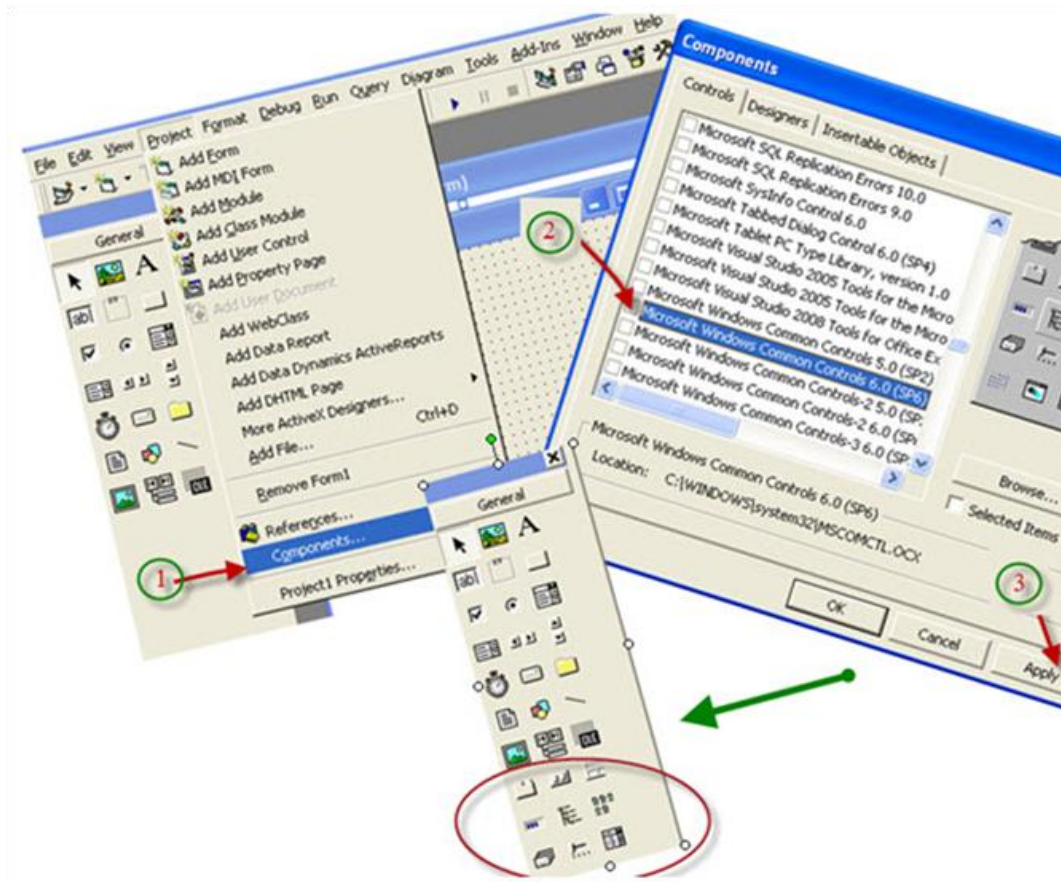 File Edit View Project Format Debug Run Query Diagram Tools Add-Ins Window Help
Add Form
Add MDI Form
Add Module
Add Class Module
Add User Control
Add Property Page
Add User Document
Add WebClass
Add Data Report
Add Data Dynamics ActiveReports
Add DHTML Page
More ActiveX Designers...
Add File... Ctrl+D
Remove Form1
References...
Components...
Project1 Properties...
1
General
A
ab|
OLE
2
Components
Controls Designers Insertable Objects
Microsoft SQL Replication Errors 10.0
Microsoft SQL Replication Errors 9.0
Microsoft SysInfo Control 6.0
Microsoft Tabbed Dialog Control 6.0 (SP4)
Microsoft Tablet PC Type Library, version 1.0
Microsoft Visual Studio 2005 Tools for the Micro
Microsoft Visual Studio 2005 Tools for the Micro
Microsoft Visual Studio 2008 Tools for Office Ex
Microsoft Windows Common Controls 5.0 (SP2)
Microsoft Windows Common Controls 6.0 (SP6)
Microsoft Windows Common Controls-2 5.0 (SP
Microsoft Windows Common Controls-2 6.0 (SP
Microsoft Windows Common Controls-3 6.0 (SP
Browse...
Selected Items
Microsoft Windows Common Controls 6.0 (SP6)
Location: C:\WINDOWS\system32\MSCOMCTL.OCX
3
OK Cancel Apply
General
A
ab|
OLE